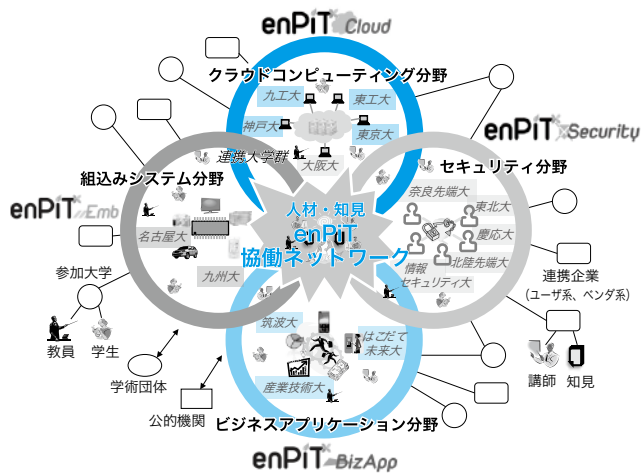 enPiT Cloud
クラウドコンピューティング分野
九工大
東工大
神戸大
東京大
連携大学群
大阪大
enPiT Security
セキュリティ分野
組込みシステム分野
奈良先端大
東北大
enPiT Emb
人材・知見
enPiT
協働ネットワーク
名古屋大
慶応大
北陸先端大
九州大
情報
セキュリティ大
参加大学
連携企業
(ユーザ系、ベンダ系)
筑波大
はこだて
未来大
教員
学生
学術団体
講師
知見
産業技術大
公的機関
ビジネスアプリケーション分野
enPiT BizApp